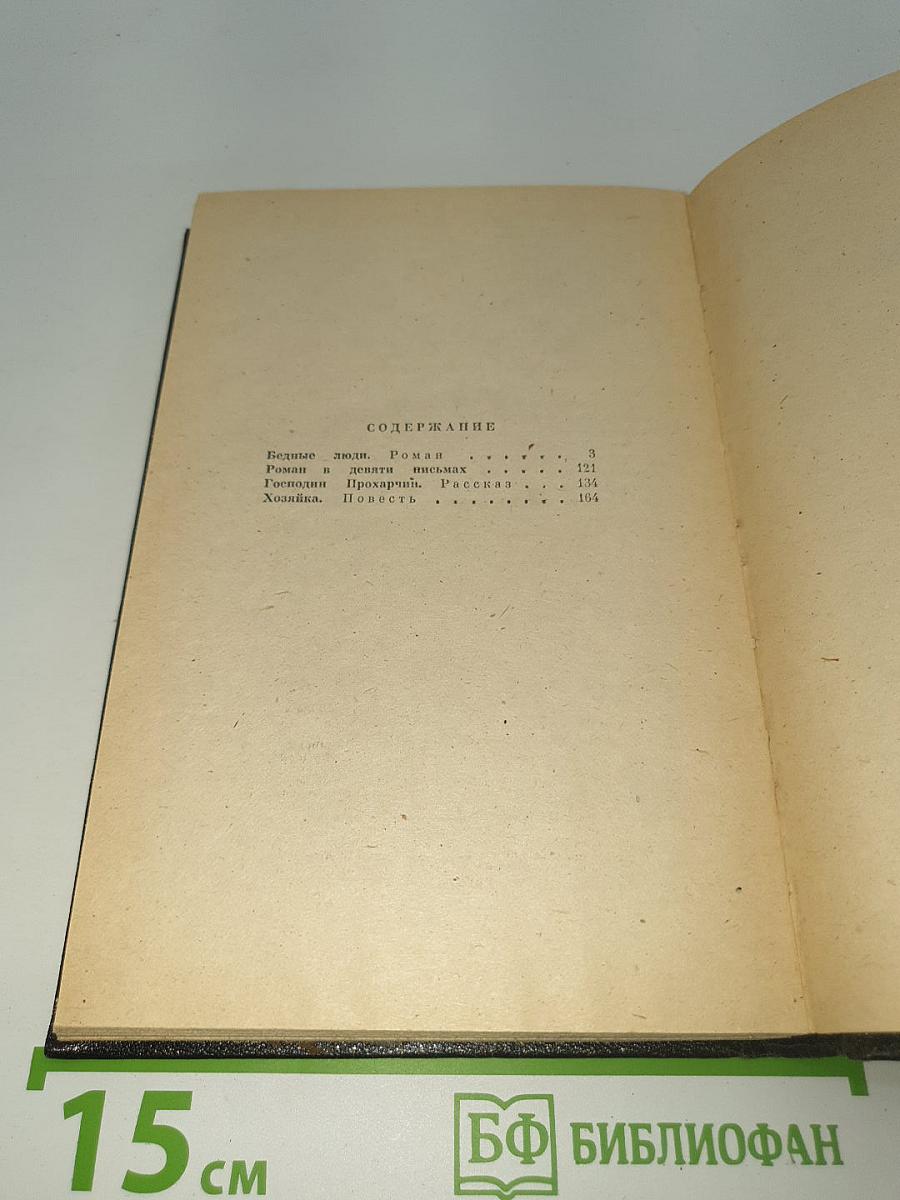 СОДЕРЖАНИЕ
Бедные люди. Роман . . . . . . 3
Роман в девяти письмах . . . . . 121
Господин Прохарчин. Рассказ . . . 134
Хозяйка. Повесть . . . . . . . . 164
15 см
БФ БИБЛИОФАН